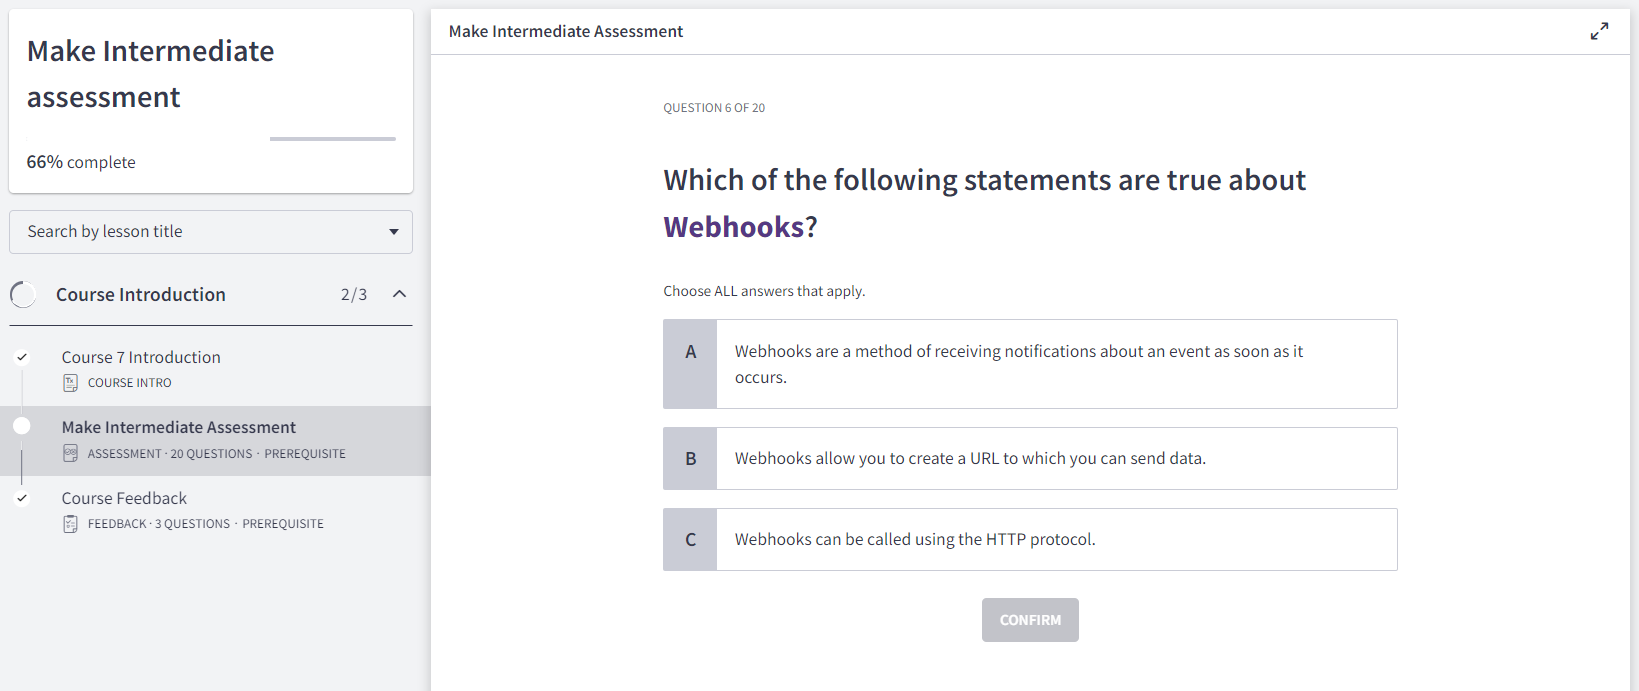 Make Intermediate
assessment
66% complete
Search by lesson title
Course Introduction 2/3
Course 7 Introduction
Tx COURSE INTRO
Make Intermediate Assessment
ASSESSMENT · 20 QUESTIONS · PREREQUISITE
Course Feedback
FEEDBACK · 3 QUESTIONS · PREREQUISITE
Make Intermediate Assessment
QUESTION 6 OF 20
Which of the following statements are true about
Webhooks?
Choose ALL answers that apply.
A Webhooks are a method of receiving notifications about an event as soon as it
occurs.
B Webhooks allow you to create a URL to which you can send data.
C Webhooks can be called using the HTTP protocol.
CONFIRM